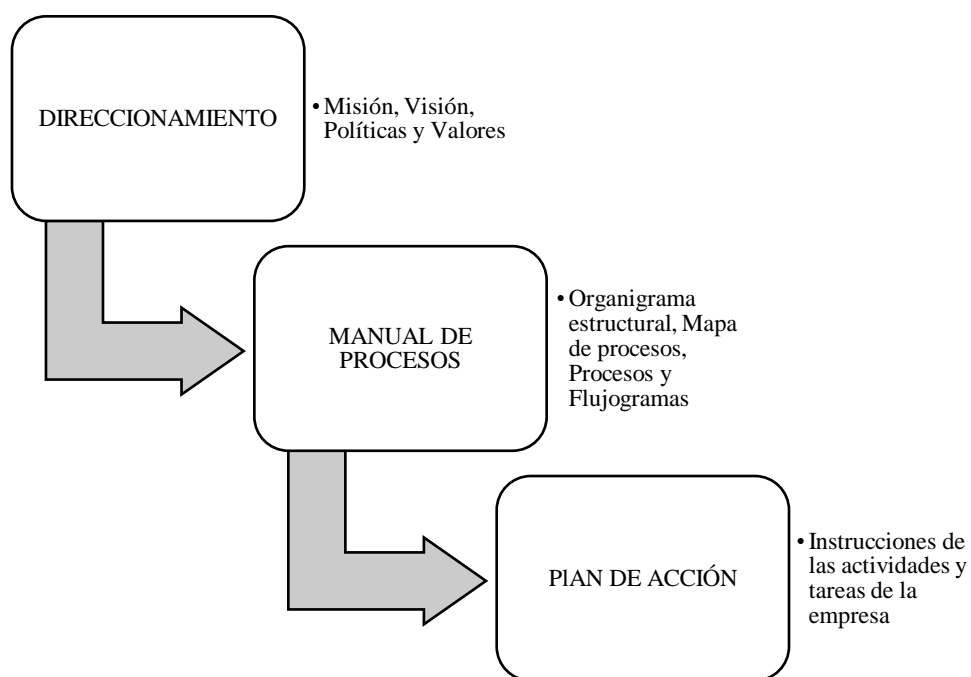 DIRECCIONAMIENTO
• Misión, Visión,
Políticas y Valores
MANUAL DE
PROCESOS
• Organigrama
estructural, Mapa
de procesos,
Procesos y
Flujogramas
PlAN DE ACCIÓN
• Instrucciones de
las actividades y
tareas de la
empresa